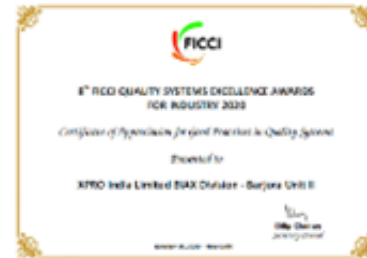 FICCI
8th FICCI QUALITY SYSTEMS EXCELLENCE AWARDS
FOR INDUSTRY 2020
Certificate of Appreciation for Good Practices in Quality Systems
Presented to
XPRO India Limited BIAX Division - Barjora Unit II